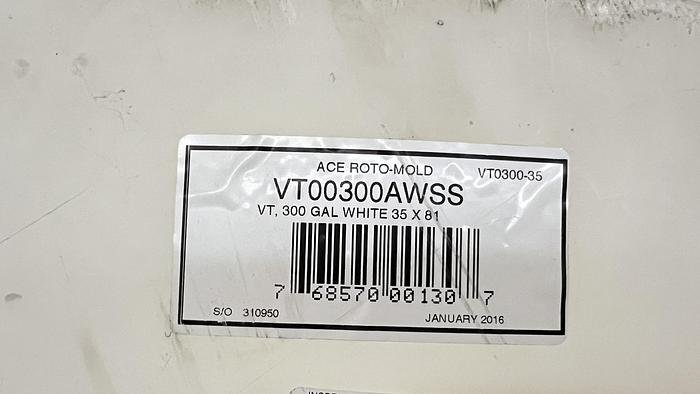 ACE ROTO-MOLD VT0300-35
VT00300AWSS
VT, 300 GAL WHITE 35 X 81
7 68570 00130 7
S/O 310950 JANUARY 2016